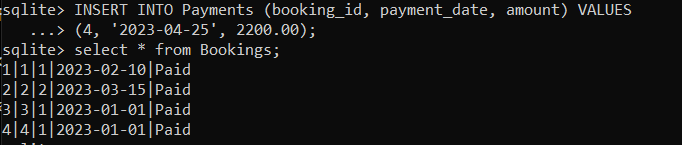 sqlite> INSERT INTO Payments (booking_id, payment_date, amount) VALUES
...> (4, '2023-04-25', 2200.00);
sqlite> select * from Bookings;
1|1|1|2023-02-10|Paid
2|2|2|2023-03-15|Paid
3|3|1|2023-01-01|Paid
4|4|1|2023-01-01|Paid